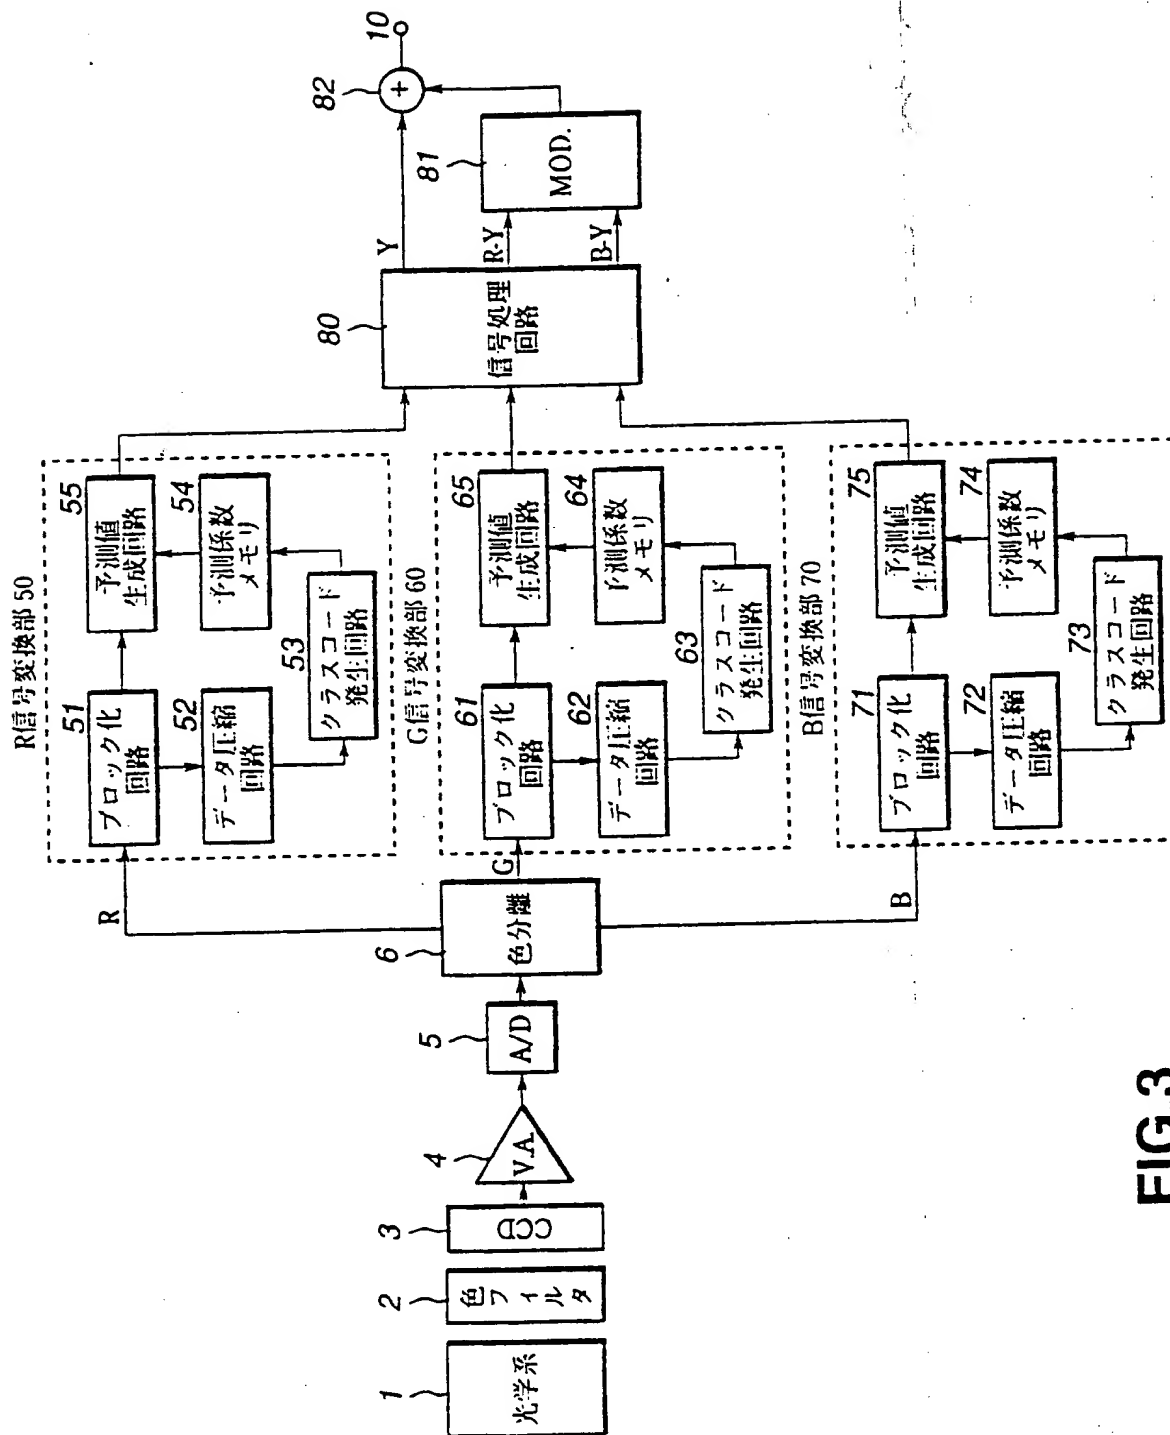 R信号変換部 50
51
ブロック化
回路
52
データ圧縮
回路
53
クラスコード
発生回路
54
予測係数
メモリ
55
予測値
生成回路
G信号変換部 60
61
ブロック化
回路
62
データ圧縮
回路
63
クラスコード
発生回路
64
予測係数
メモリ
65
予測値
生成回路
B信号変換部 70
71
ブロック化
回路
72
データ圧縮
回路
73
クラスコード
発生回路
74
予測係数
メモリ
75
予測値
生成回路
1
光学系
2
色フィルタ
3
CCD
4
V.A.
5
A/D
6
色分離
R
G
B
80
信号処理
回路
Y
R-Y
B-Y
81
MOD.
82
+
10
FIG.3